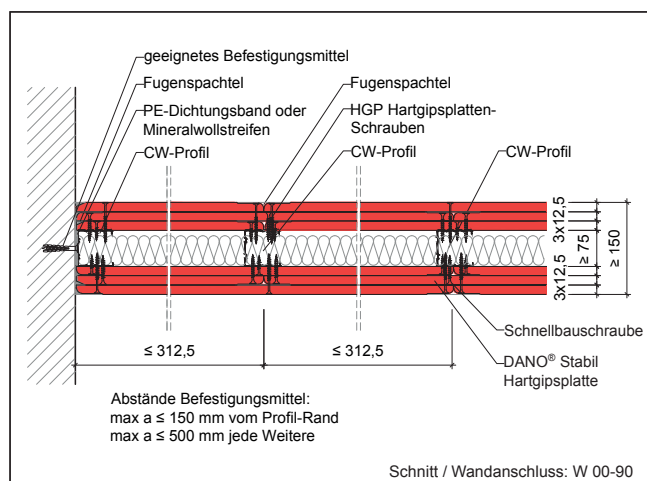 geeignetes Befestigungsmittel
Fugenspachtel
PE-Dichtungsband oder
Mineralwollstreifen
CW-Profil
Fugenspachtel
HGP Hartgipsplatten-
Schrauben
CW-Profil
CW-Profil
3x12,5
≥ 75
3x12,5
≥ 150
Schnellbauschraube
DANO® Stabil
Hartgipsplatte
≤ 312,5
≤ 312,5
Abstände Befestigungsmittel:
max a ≤ 150 mm vom Profil-Rand
max a ≤ 500 mm jede Weitere
Schnitt / Wandanschluss: W 00-90